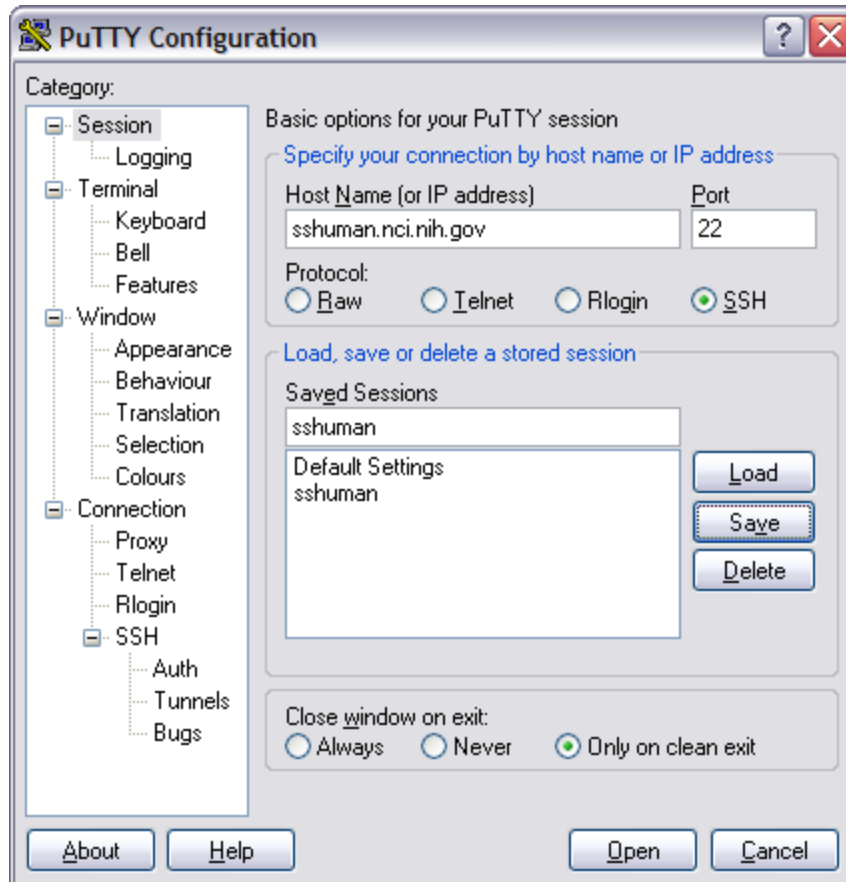 PuTTY Configuration
Category:
Session
Logging
Terminal
Keyboard
Bell
Features
Window
Appearance
Behaviour
Translation
Selection
Colours
Connection
Proxy
Telnet
Rlogin
SSH
Auth
Tunnels
Bugs
Basic options for your PuTTY session
Specify your connection by host name or IP address
Host Name (or IP address) Port
sshuman.nci.nih.gov 22
Protocol:
Raw Telnet Rlogin SSH
Load, save or delete a stored session
Saved Sessions
sshuman
Default Settings
sshuman
Load
Save
Delete
Close window on exit:
Always Never Only on clean exit
About Help Open Cancel